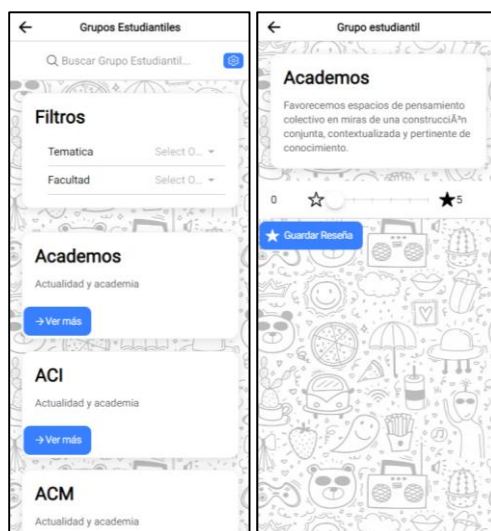 Grupos Estudiantiles
Buscar Grupo Estudiantil...
Filtros
Tematica Select O...
Facultad Select O...
Academos
Actualidad y academia
Ver más
ACI
Actualidad y academia
Ver más
ACM
Actualidad y academia
Grupo estudiantil
Academos
Favorecemos espacios de pensamiento
colectivo en miras de una construcciÃ³n
conjunta, contextualizada y pertinente de
conocimiento.
0 5
Guardar Reseña